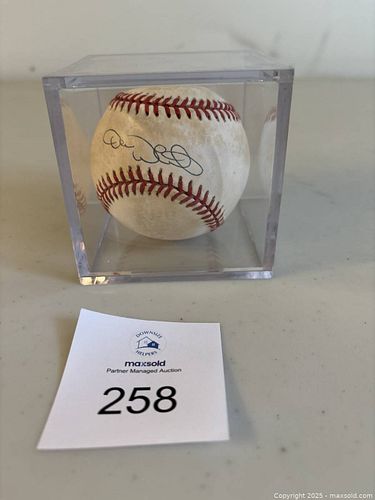 DOWNSIZE
HELPERS
maxsold
Partner Managed Auction
258
Copyright 2025 - maxsold.com